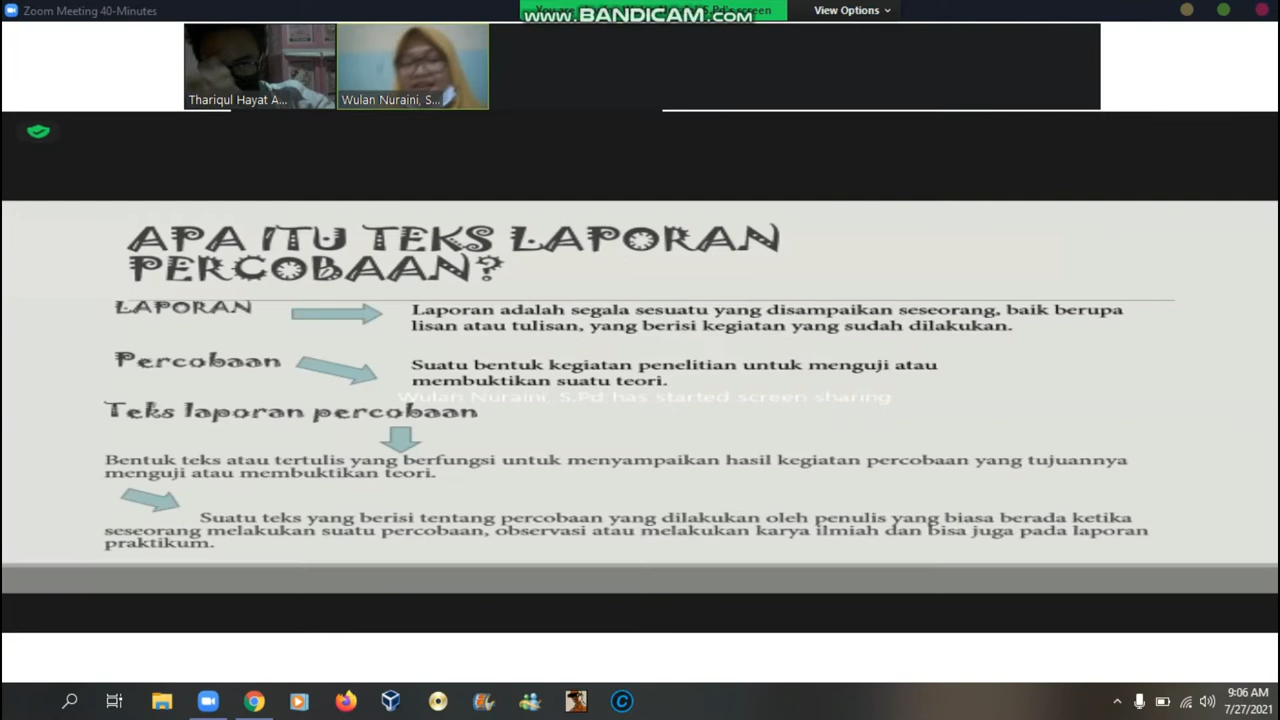 Zoom Meeting 40-Minutes
WWW.BANDICAM.COM
screen
View Options
Thariqul Hayat A...
Wulan Nuraini, S...
APA ITU TEKS LAPORAN
PERCOBAAN?
LAPORAN
Laporan adalah segala sesuatu yang disampaikan seseorang, baik berupa
lisan atau tulisan, yang berisi kegiatan yang sudah dilakukan.
Percobaan
Suatu bentuk kegiatan penelitian untuk menguji atau
membuktikan suatu teori.
Wulan Nuraini, S.Pd has started screen sharing
Teks laporan percobaan
Bentuk teks atau tertulis yang berfungsi untuk menyampaikan hasil kegiatan percobaan yang tujuannya
menguji atau membuktikan teori.
Suatu teks yang berisi tentang percobaan yang dilakukan oleh penulis yang biasa berada ketika
seseorang melakukan suatu percobaan, observasi atau melakukan karya ilmiah dan bisa juga pada laporan
praktikum.
9:06 AM
7/27/2021